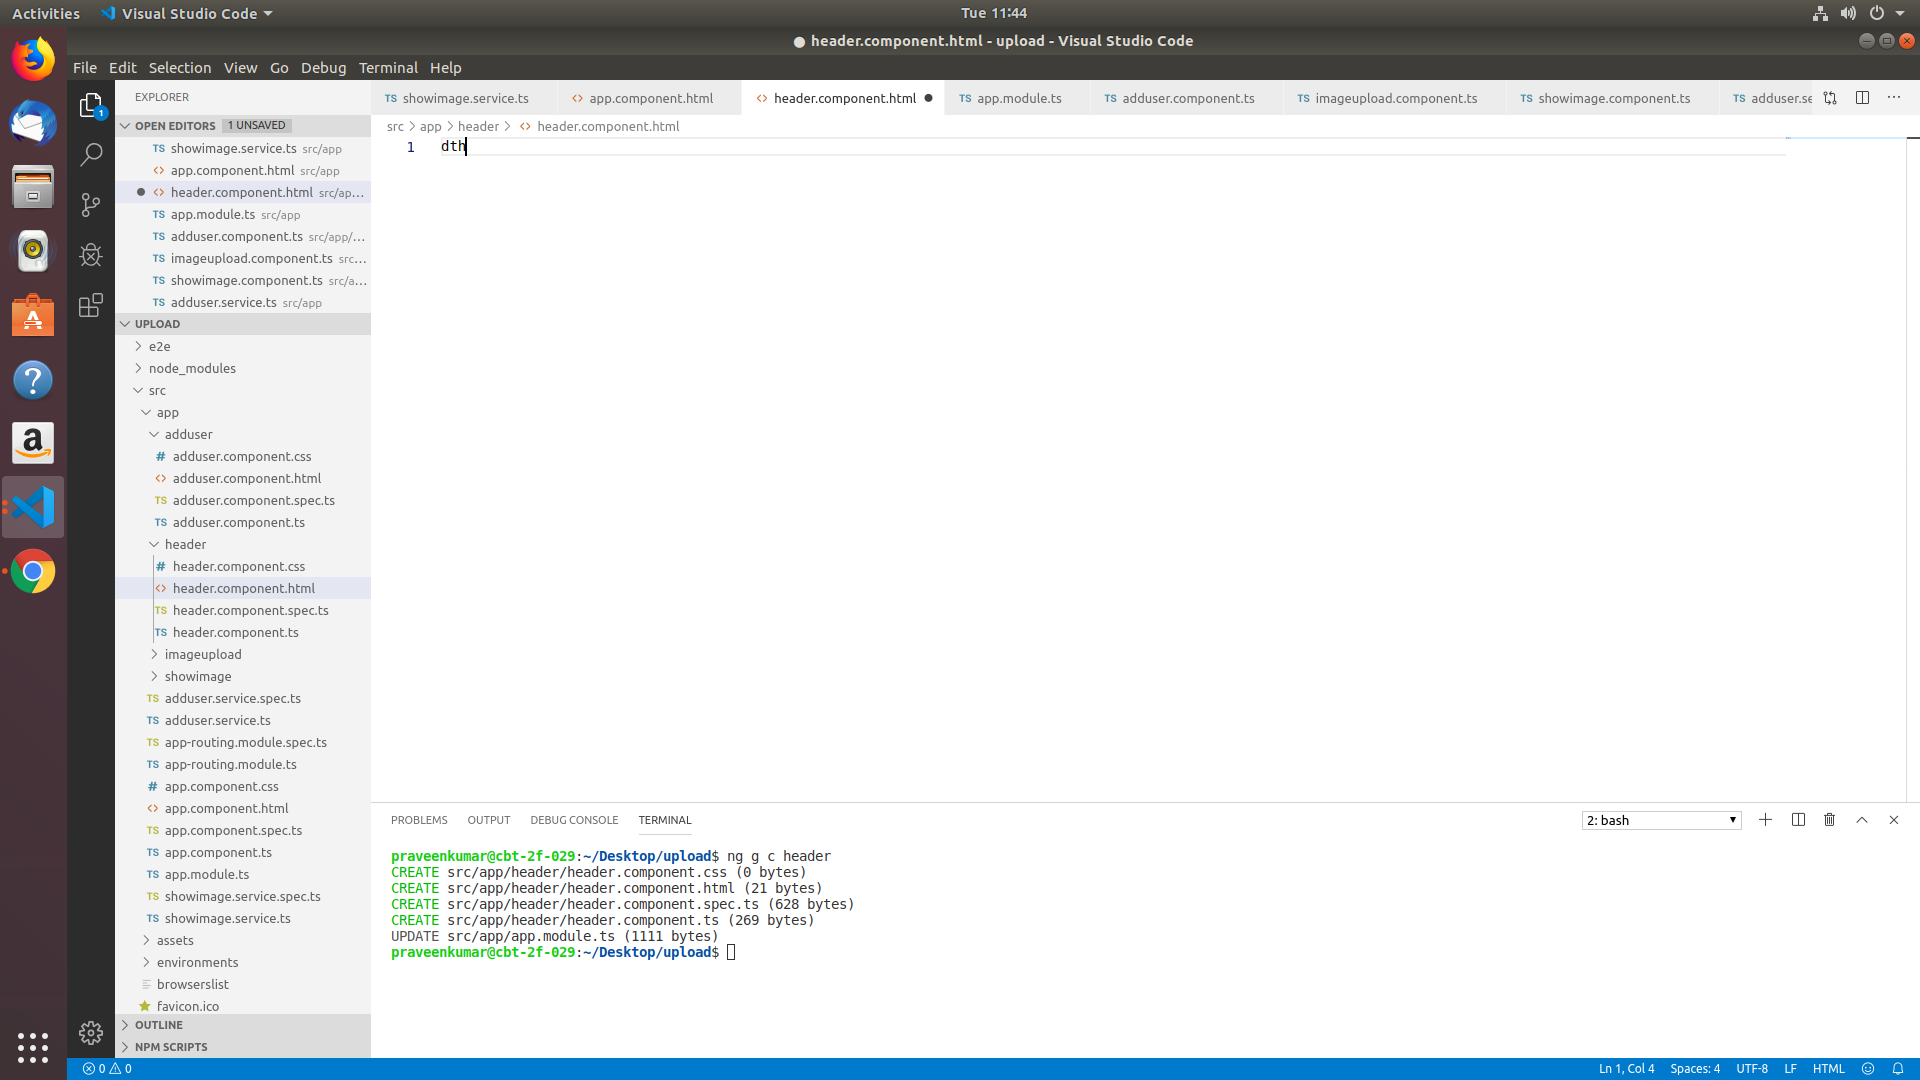 Activities Visual Studio Code Tue 11:44
● header.component.html - upload - Visual Studio Code
File Edit Selection View Go Debug Terminal Help
EXPLORER
OPEN EDITORS 1 UNSAVED
TS showimage.service.ts src/app
<> app.component.html src/app
<> header.component.html src/ap…
TS app.module.ts src/app
TS adduser.component.ts src/app/…
TS imageupload.component.ts src…
TS showimage.component.ts src/a…
TS adduser.service.ts src/app
UPLOAD
e2e
node_modules
src
app
adduser
# adduser.component.css
<> adduser.component.html
TS adduser.component.spec.ts
TS adduser.component.ts
header
# header.component.css
<> header.component.html
TS header.component.spec.ts
TS header.component.ts
imageupload
showimage
TS adduser.service.spec.ts
TS adduser.service.ts
TS app-routing.module.spec.ts
TS app-routing.module.ts
# app.component.css
<> app.component.html
TS app.component.spec.ts
TS app.component.ts
TS app.module.ts
TS showimage.service.spec.ts
TS showimage.service.ts
assets
environments
browserslist
favicon.ico
OUTLINE
NPM SCRIPTS
TS showimage.service.ts <> app.component.html <> header.component.html ● TS app.module.ts TS adduser.component.ts TS imageupload.component.ts TS showimage.component.ts TS adduser.se
src > app > header > <> header.component.html
1 dth
PROBLEMS OUTPUT DEBUG CONSOLE TERMINAL 2: bash
praveenkumar@cbt-2f-029:~/Desktop/upload$ ng g c header
CREATE src/app/header/header.component.css (0 bytes)
CREATE src/app/header/header.component.html (21 bytes)
CREATE src/app/header/header.component.spec.ts (628 bytes)
CREATE src/app/header/header.component.ts (269 bytes)
UPDATE src/app/app.module.ts (1111 bytes)
praveenkumar@cbt-2f-029:~/Desktop/upload$
0 0 Ln 1, Col 4 Spaces: 4 UTF-8 LF HTML